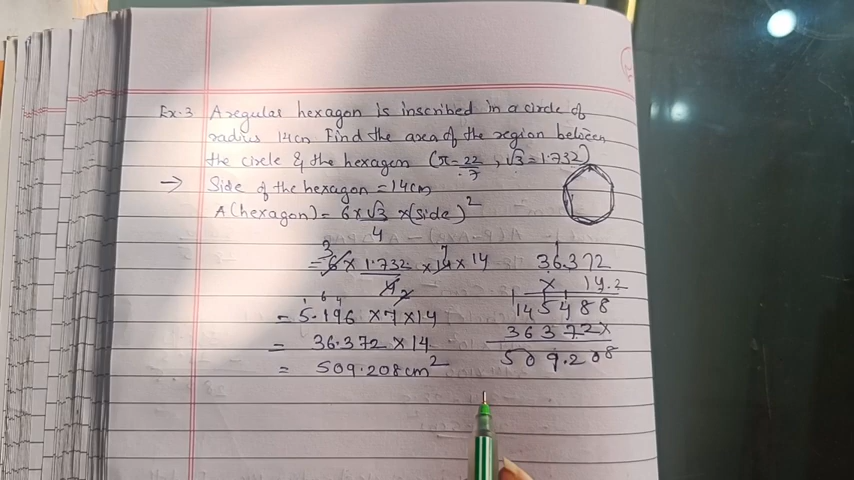 Ex.3 A regular hexagon is inscribed in a circle of
radius 14cm Find the area of the region between
the circle & the hexagon (π = 22/7, √3 = 1.732)
→ Side of the hexagon = 14cm
A(hexagon) = 6 × √3/4 × (side)²
= 6 × 1.732/4 × 14 × 14
= 5.196 × 7 × 14
= 36.372 × 14
= 509.208 cm²
36.372
× 14
145488
36372×
509.208